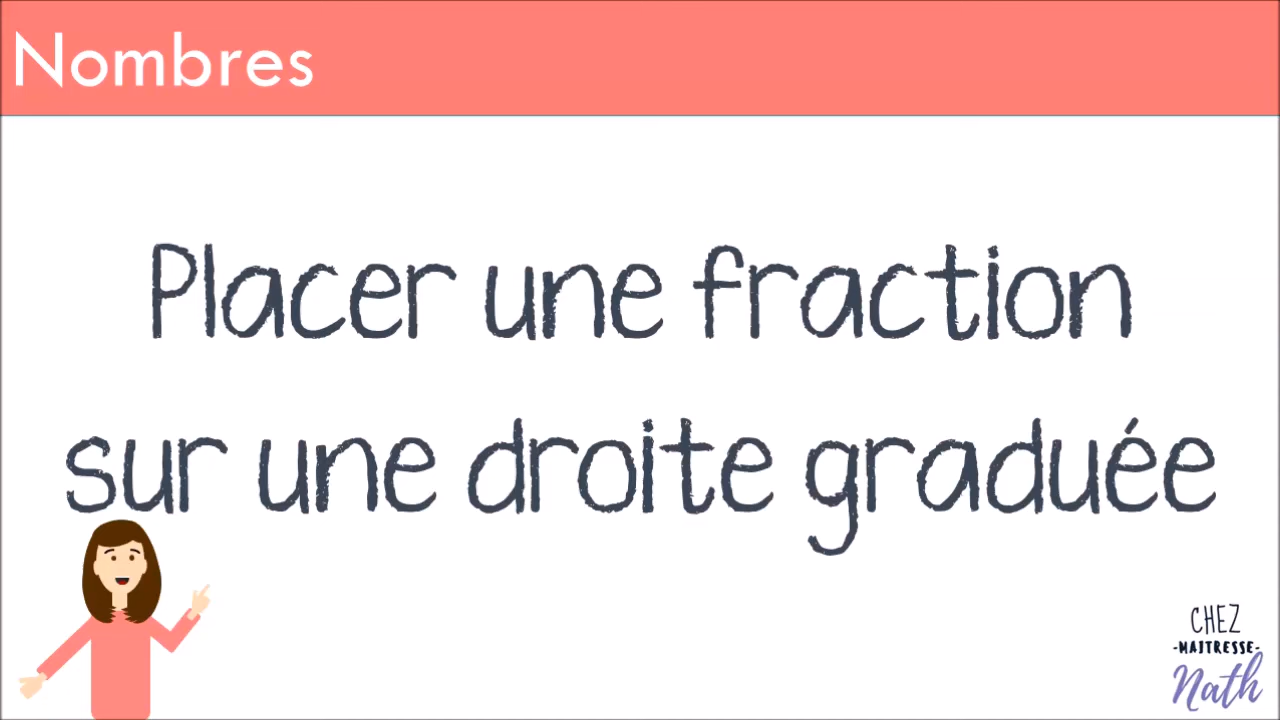 Nombres
Placer une fraction
sur une droite graduée
CHEZ
-MAITRESSE-
Nath